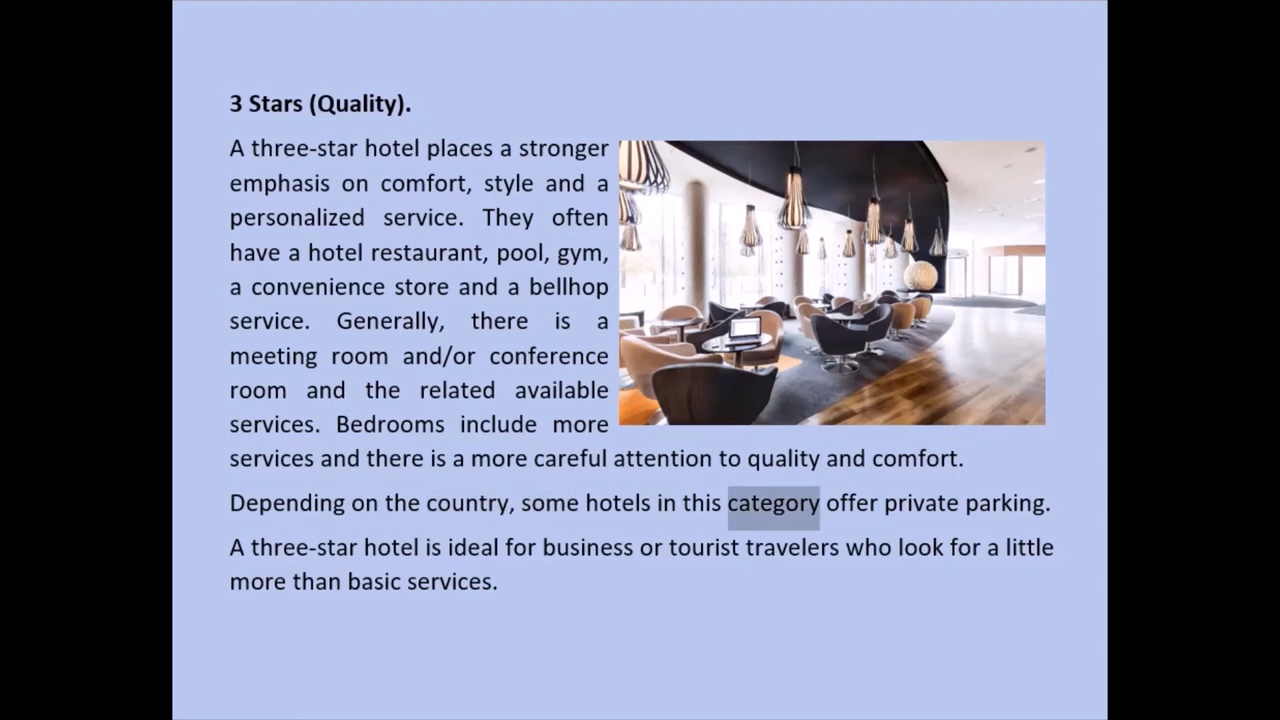 3 Stars (Quality).
A three-star hotel places a stronger
emphasis on comfort, style and a
personalized service. They often
have a hotel restaurant, pool, gym,
a convenience store and a bellhop
service. Generally, there is a
meeting room and/or conference
room and the related available
services. Bedrooms include more
services and there is a more careful attention to quality and comfort.
Depending on the country, some hotels in this category offer private parking.
A three-star hotel is ideal for business or tourist travelers who look for a little
more than basic services.